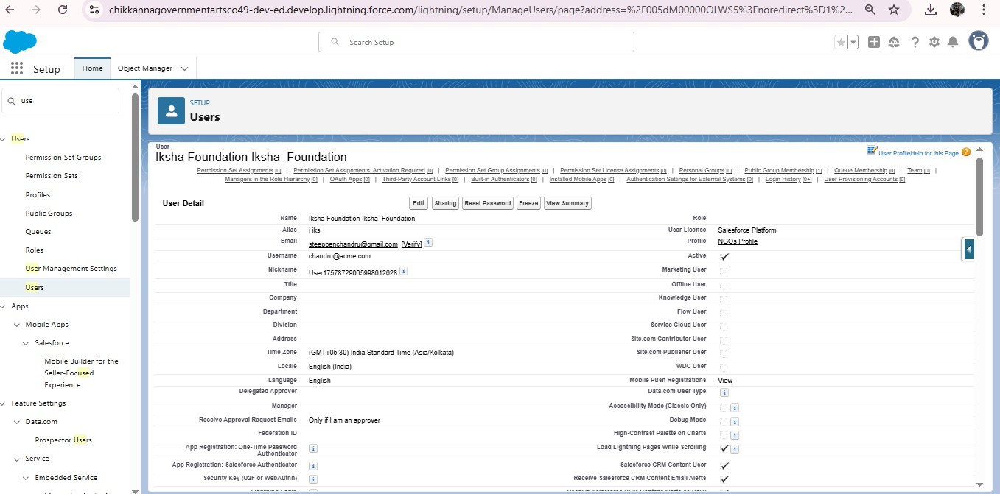 chikkannagovernmentartsco49-dev-ed.develop.lightning.force.com/lightning/setup/ManageUsers/page?address=%2F005dM00000OLWS5%3Fnoredirect%3D1%2...
Search Setup
Setup Home Object Manager
use
Users
Permission Set Groups
Permission Sets
Profiles
Public Groups
Queues
Roles
User Management Settings
Users
Apps
Mobile Apps
Salesforce
Mobile Builder for the
Seller-Focused
Experience
Feature Settings
Data.com
Prospector Users
Service
Embedded Service
SETUP
Users
User
Iksha Foundation Iksha_Foundation
User Profile Help for this Page
Permission Set Assignments [0] | Permission Set Assignments: Activation Required [0] | Permission Set Group Assignments [0] | Permission Set License Assignments [0] | Personal Groups [0] | Public Group Membership [1] | Queue Membership [0] | Team [0] |
Managers in the Role Hierarchy [0] | OAuth Apps [0] | Third-Party Account Links [0] | Built-in Authenticators [0] | Installed Mobile Apps [0] | Authentication Settings for External Systems [0] | Login History [0+] | User Provisioning Accounts [0]
User Detail Edit Sharing Reset Password Freeze View Summary
Name Iksha Foundation Iksha_Foundation Role
Alias i iks User License Salesforce Platform
Email steeppenchandru@gmail.com [Verify] i Profile NGOs Profile
Username chandru@acme.com Active
Nickname User17578729065998612628 i Marketing User
Title Offline User
Company Knowledge User
Department Flow User
Division Service Cloud User
Address Site.com Contributor User
Time Zone (GMT+05:30) India Standard Time (Asia/Kolkata) Site.com Publisher User
Locale English (India) WDC User
Language English Mobile Push Registrations View
Delegated Approver Data.com User Type i
Manager Accessibility Mode (Classic Only) i
Receive Approval Request Emails Only if I am an approver Debug Mode i
Federation ID High-Contrast Palette on Charts i
App Registration: One-Time Password Authenticator i Load Lightning Pages While Scrolling i
App Registration: Salesforce Authenticator i Salesforce CRM Content User
Security Key (U2F or WebAuthn) i Receive Salesforce CRM Content Email Alerts